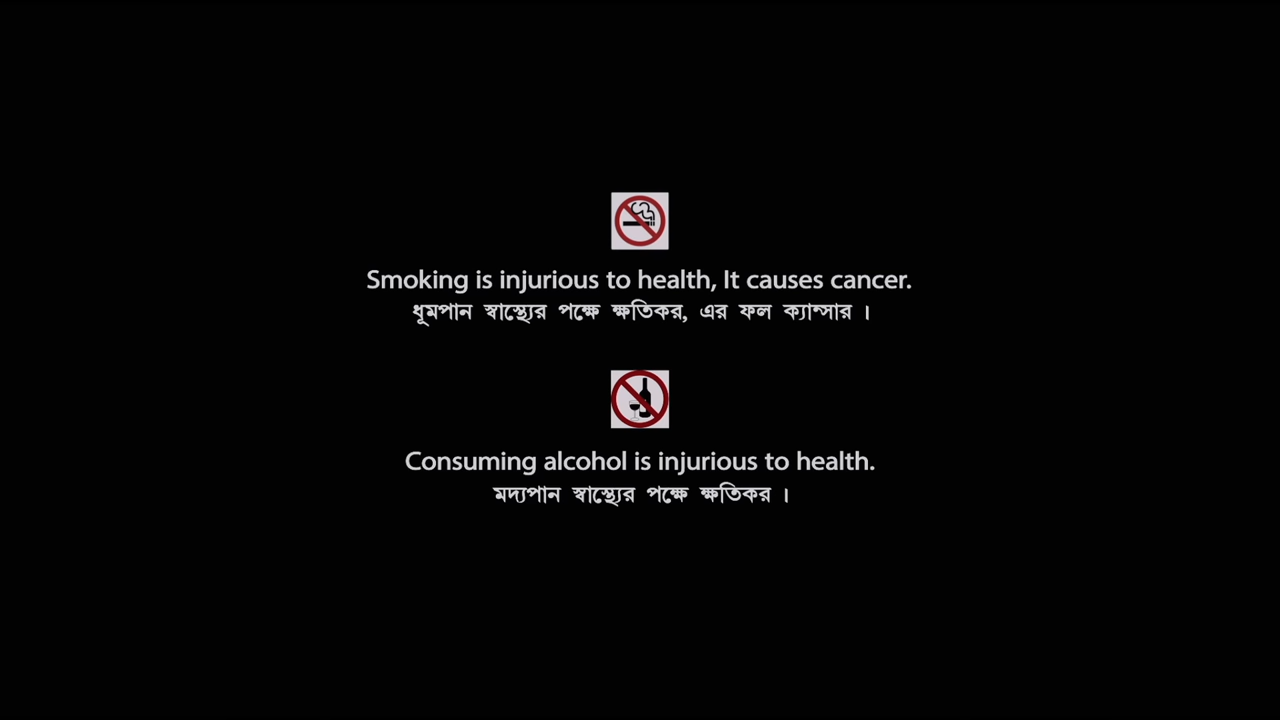 Smoking is injurious to health, It causes cancer.
ধূমপান স্বাস্থ্যের পক্ষে ক্ষতিকর, এর ফল ক্যান্সার ।
Consuming alcohol is injurious to health.
মদ্যপান স্বাস্থ্যের পক্ষে ক্ষতিকর ।